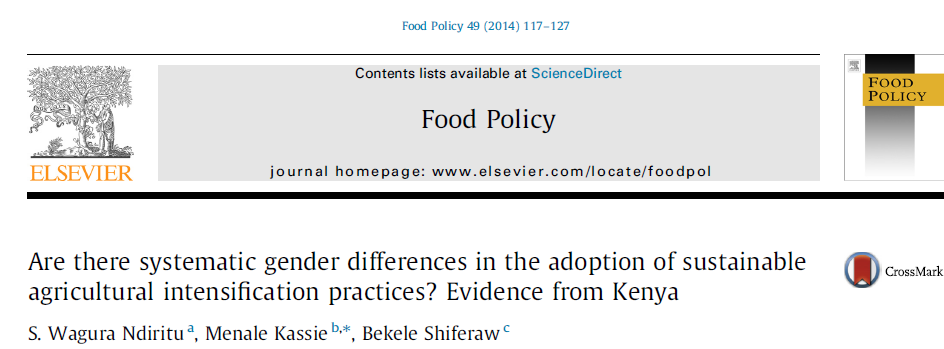 Food Policy 49 (2014) 117–127
Contents lists available at ScienceDirect
Food Policy
journal homepage: www.elsevier.com/locate/foodpol
ELSEVIER
FOOD
POLICY
Are there systematic gender differences in the adoption of sustainable
agricultural intensification practices? Evidence from Kenya
CrossMark
S. Wagura Ndiritu a, Menale Kassie b,*, Bekele Shiferaw c